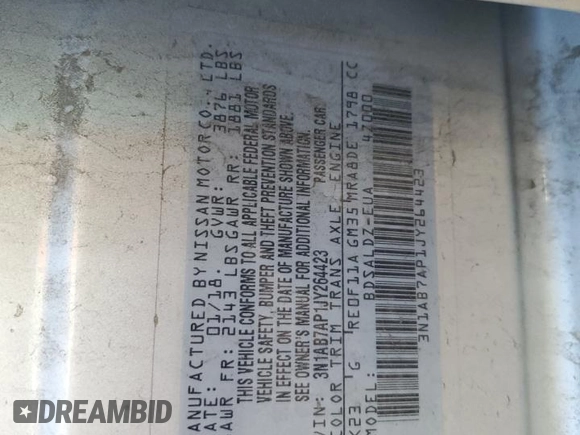 ANUFACTURED BY NISSAN MOTOR CO., LTD.
ATE: 01/18. GVWR: 3876 LBS
AWR FR: 2143 LBS GAWR RR: 1881 LBS
THIS VEHICLE CONFORMS TO ALL APPLICABLE FEDERAL MOTOR
VEHICLE SAFETY, BUMPER AND THEFT PREVENTION STANDARDS
IN EFFECT ON THE DATE OF MANUFACTURE SHOWN ABOVE.
SEE OWNER'S MANUAL FOR ADDITIONAL INFORMATION.
VIN: 3N1AB7AP1JY264423 PASSENGER CAR
COLOR TRIM TRANS AXLE ENGINE
K23 'G RE0F11A GM35 MRA8DE 1798 CC
MODEL: BDSALDZ-EUA 47000
3N1AB7AP1JY264423
DREAMBID